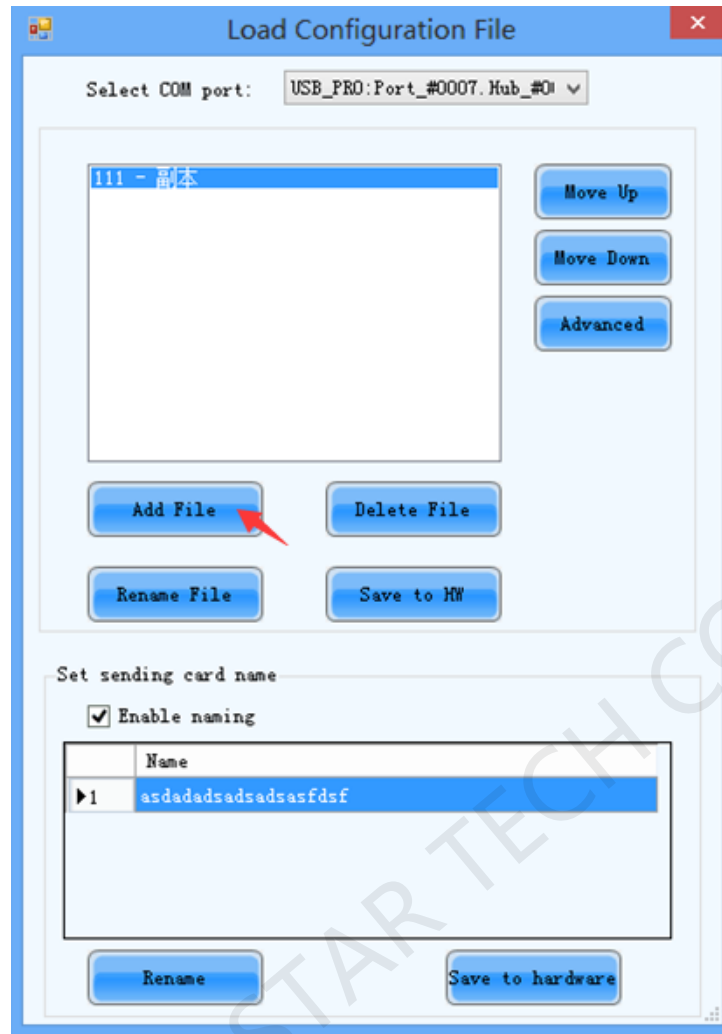 Load Configuration File
Select COM port:
USB_PRO:Port_#0007.Hub_#0
111 - 副本
Move Up
Move Down
Advanced
Add File
Delete File
Rename File
Save to HW
Set sending card name
Enable naming
Name
1
asdadadsadsadsasfdsf
Rename
Save to hardware
STAR TECH CO